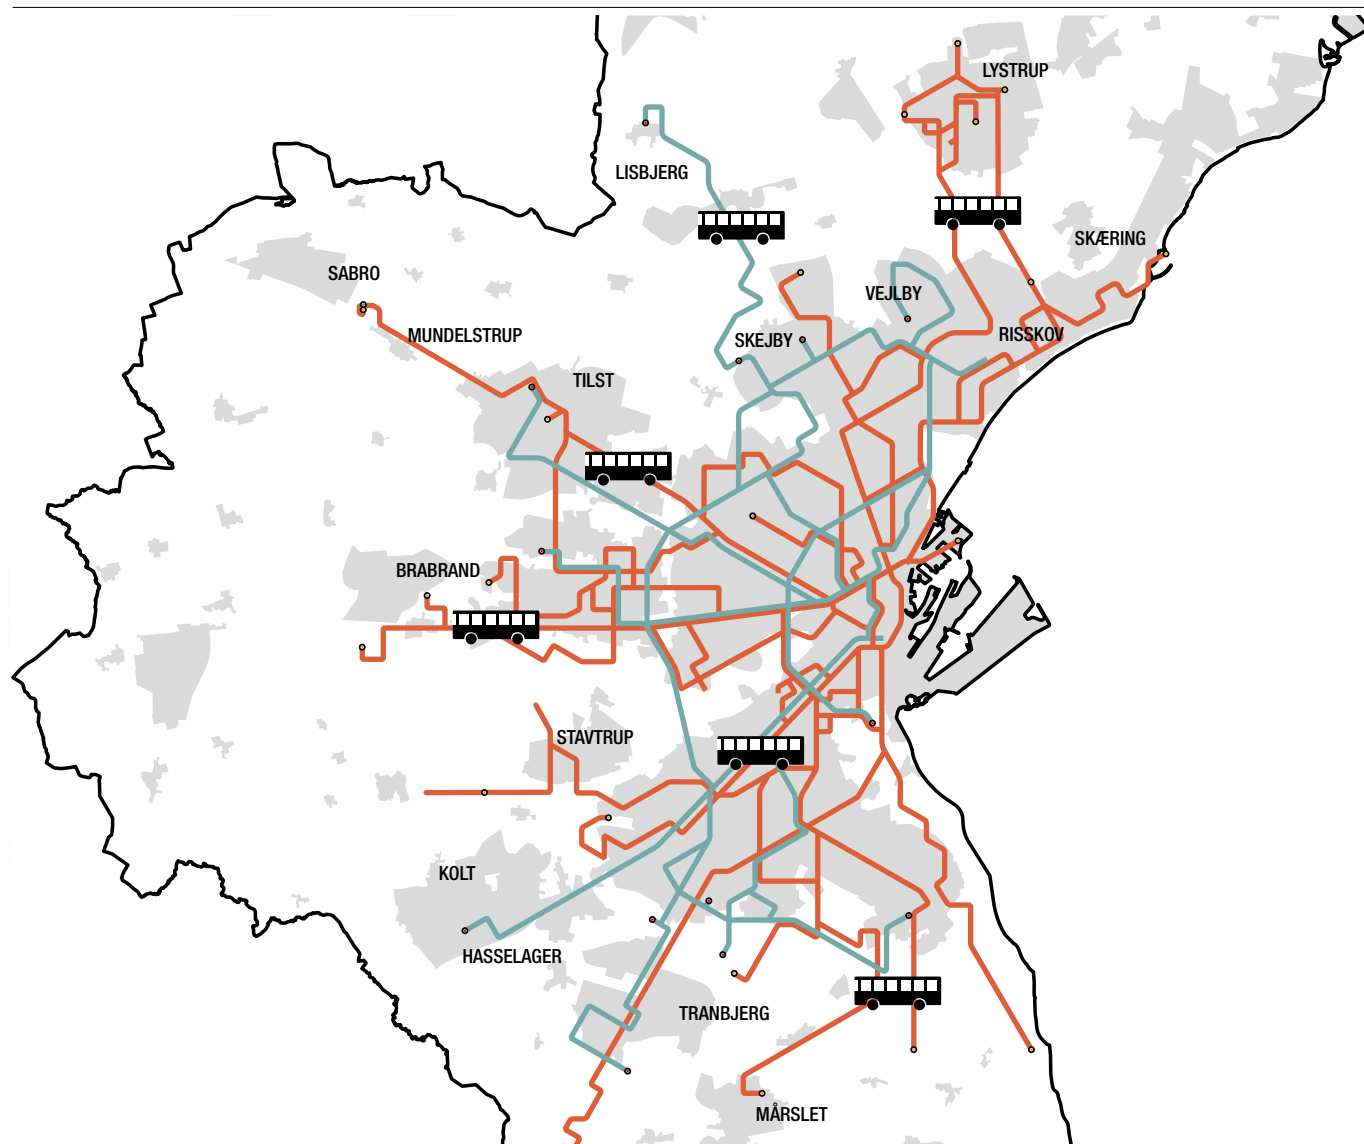 LYSTRUP
LISBJERG
SKÆRING
SABRO
VEJLBY
MUNDELSTRUP
RISSKOV
SKEJBY
TILST
BRABRAND
STAVTRUP
KOLT
HASSELAGER
TRANBJERG
MÅRSLET